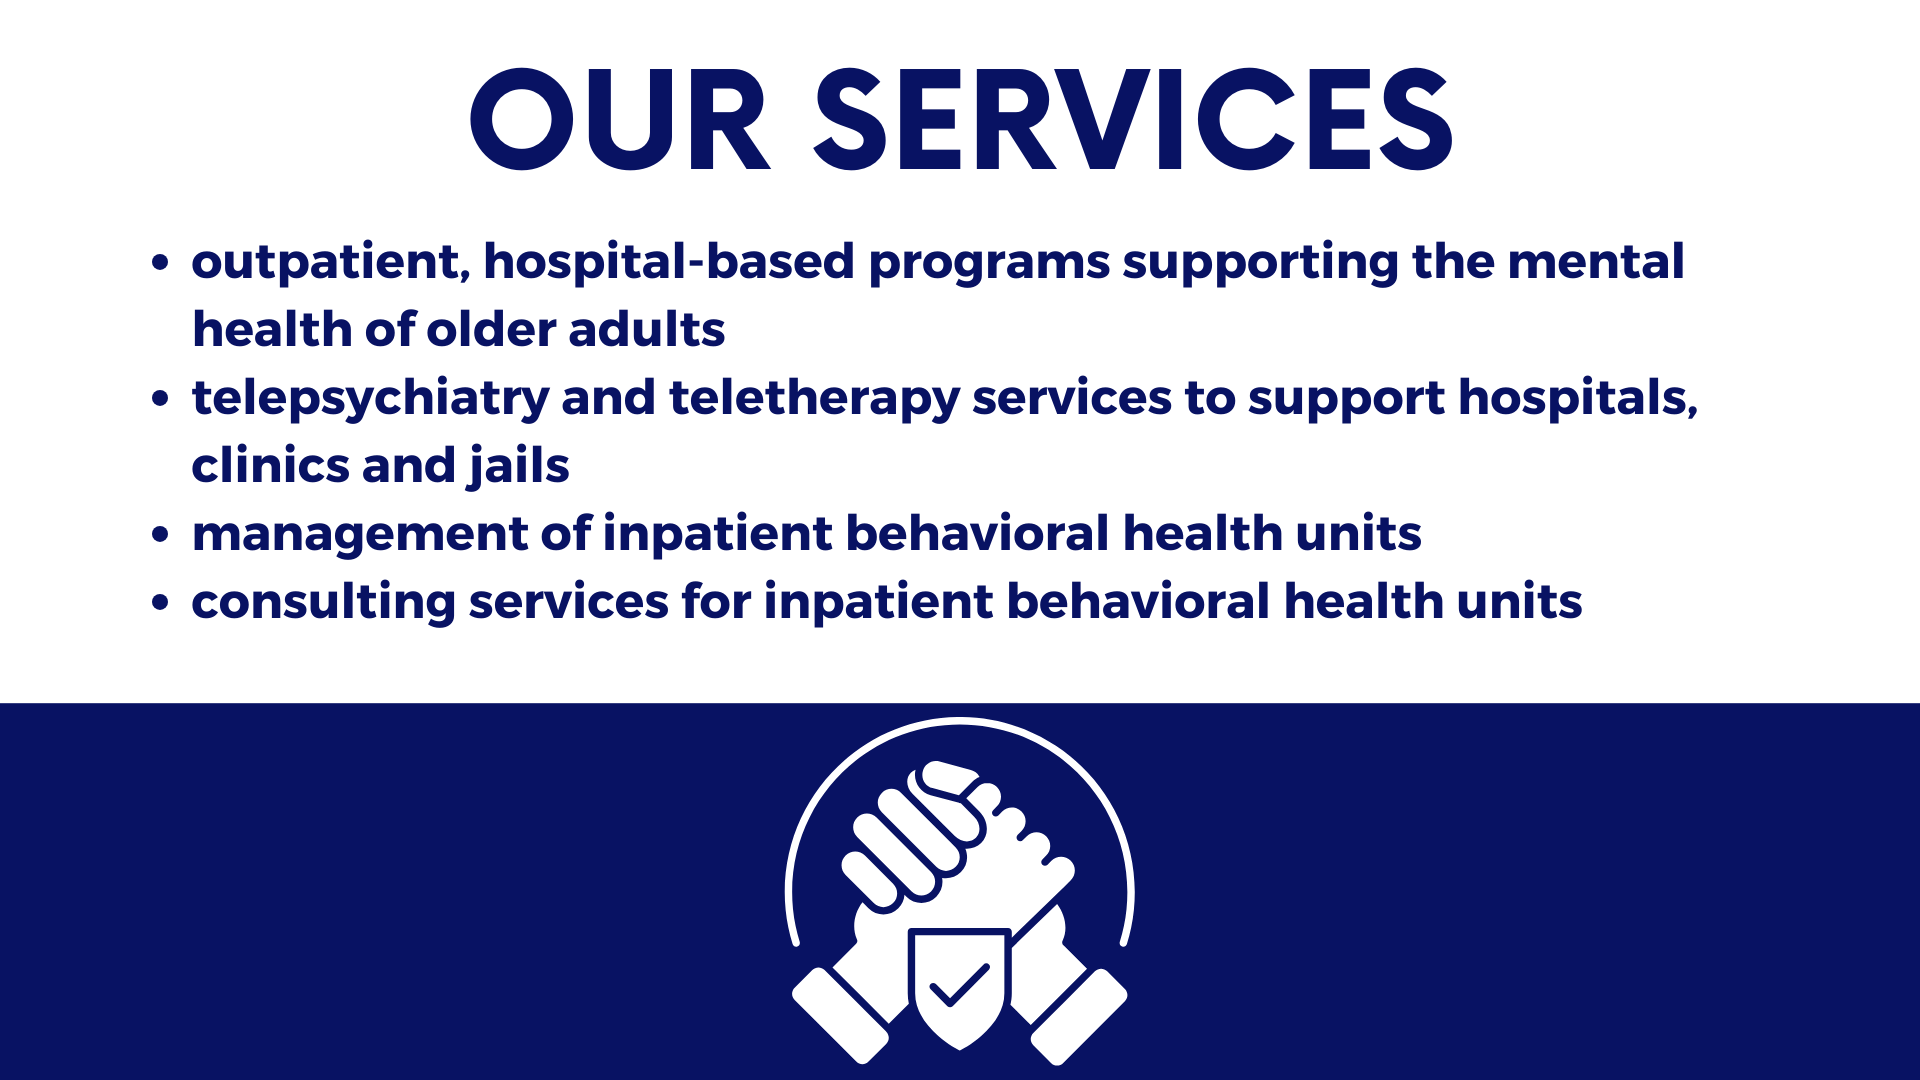 OUR SERVICES
• outpatient, hospital-based programs supporting the mental
health of older adults
• telepsychiatry and teletherapy services to support hospitals,
clinics and jails
• management of inpatient behavioral health units
• consulting services for inpatient behavioral health units